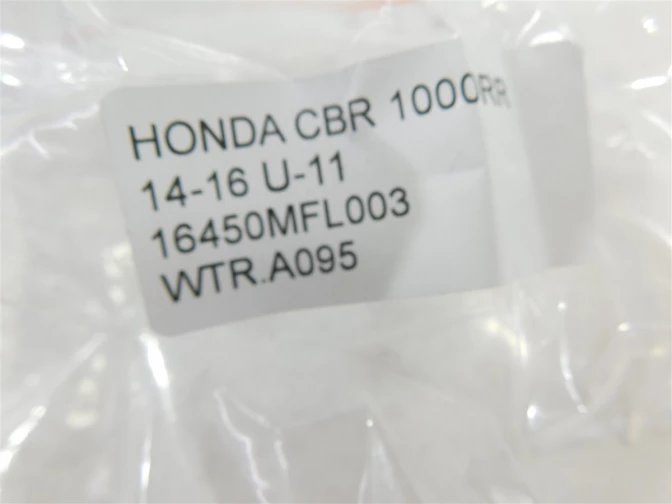 HONDA CBR 1000RR
14-16 U-11
16450MFL003
WTR.A095